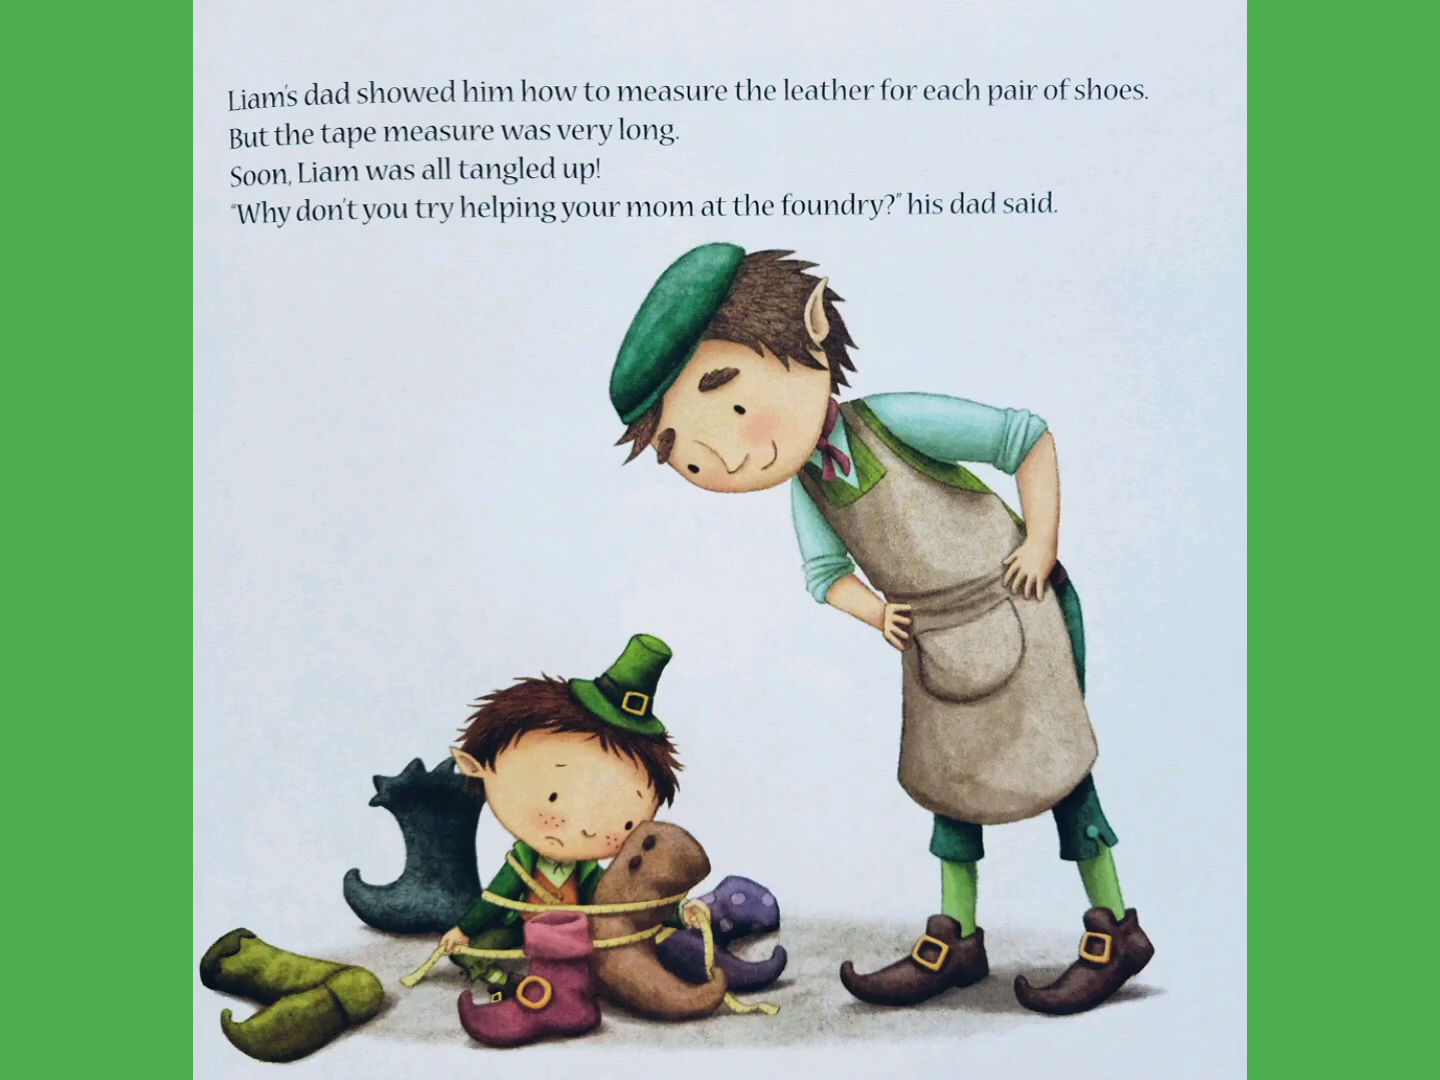 Liam's dad showed him how to measure the leather for each pair of shoes.
But the tape measure was very long.
Soon, Liam was all tangled up!
"Why don't you try helping your mom at the foundry?" his dad said.